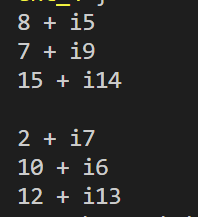 8 + i5
7 + i9
15 + i14
2 + i7
10 + i6
12 + i13